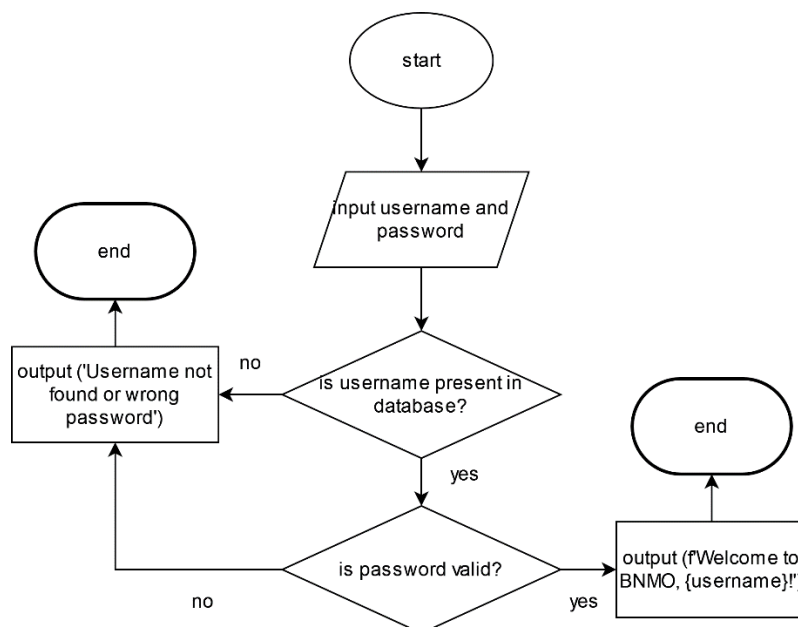 start
input username and
password
end
no
output ('Username not
found or wrong
password')
is username present in
database?
end
yes
is password valid?
output (f'Welcome to
BNMO, {username}!')
no
yes